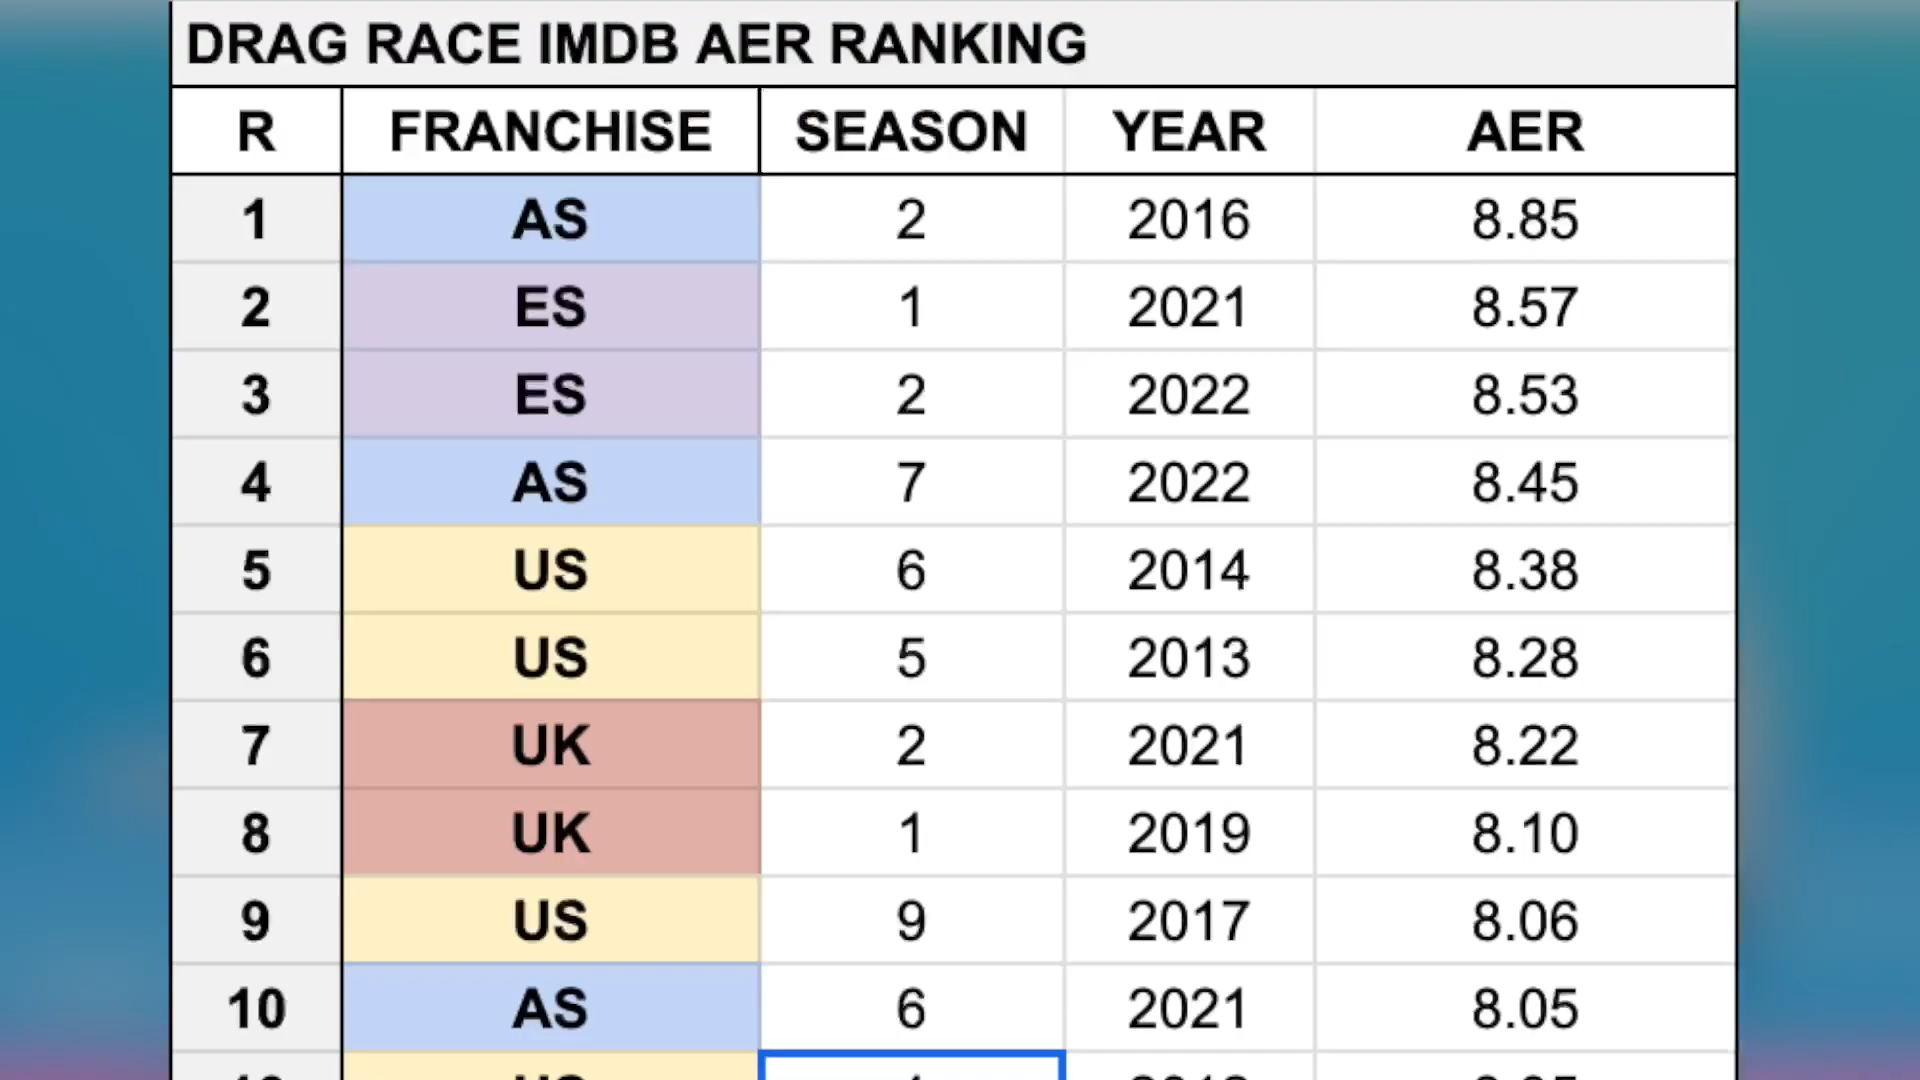 DRAG RACE IMDB AER RANKING
R FRANCHISE SEASON YEAR AER
1 AS 2 2016 8.85
2 ES 1 2021 8.57
3 ES 2 2022 8.53
4 AS 7 2022 8.45
5 US 6 2014 8.38
6 US 5 2013 8.28
7 UK 2 2021 8.22
8 UK 1 2019 8.10
9 US 9 2017 8.06
10 AS 6 2021 8.05